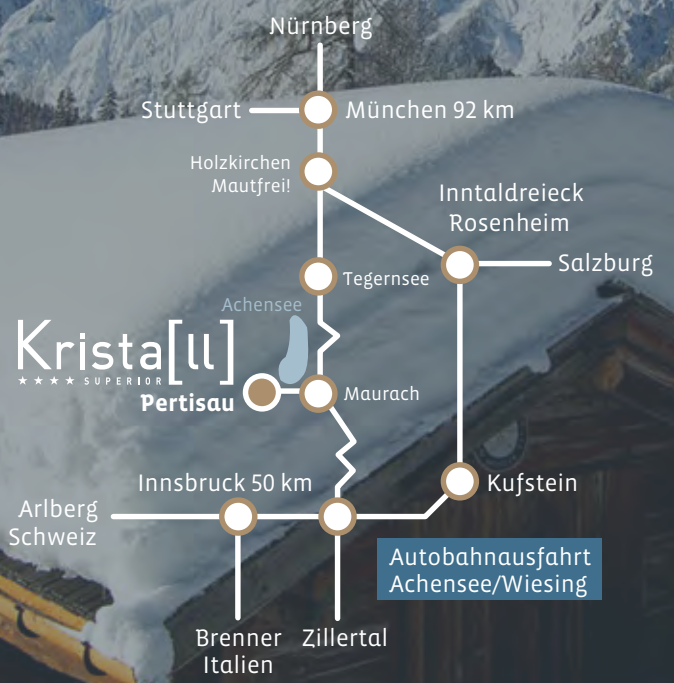 Nürnberg
Stuttgart
München 92 km
Holzkirchen
Mautfrei!
Inntaldreieck
Rosenheim
Salzburg
Tegernsee
Achensee
Krista[ll]
★★★★ SUPERIOR
Pertisau
Maurach
Innsbruck 50 km
Kufstein
Arlberg
Schweiz
Autobahnausfahrt
Achensee/Wiesing
Brenner
Italien
Zillertal